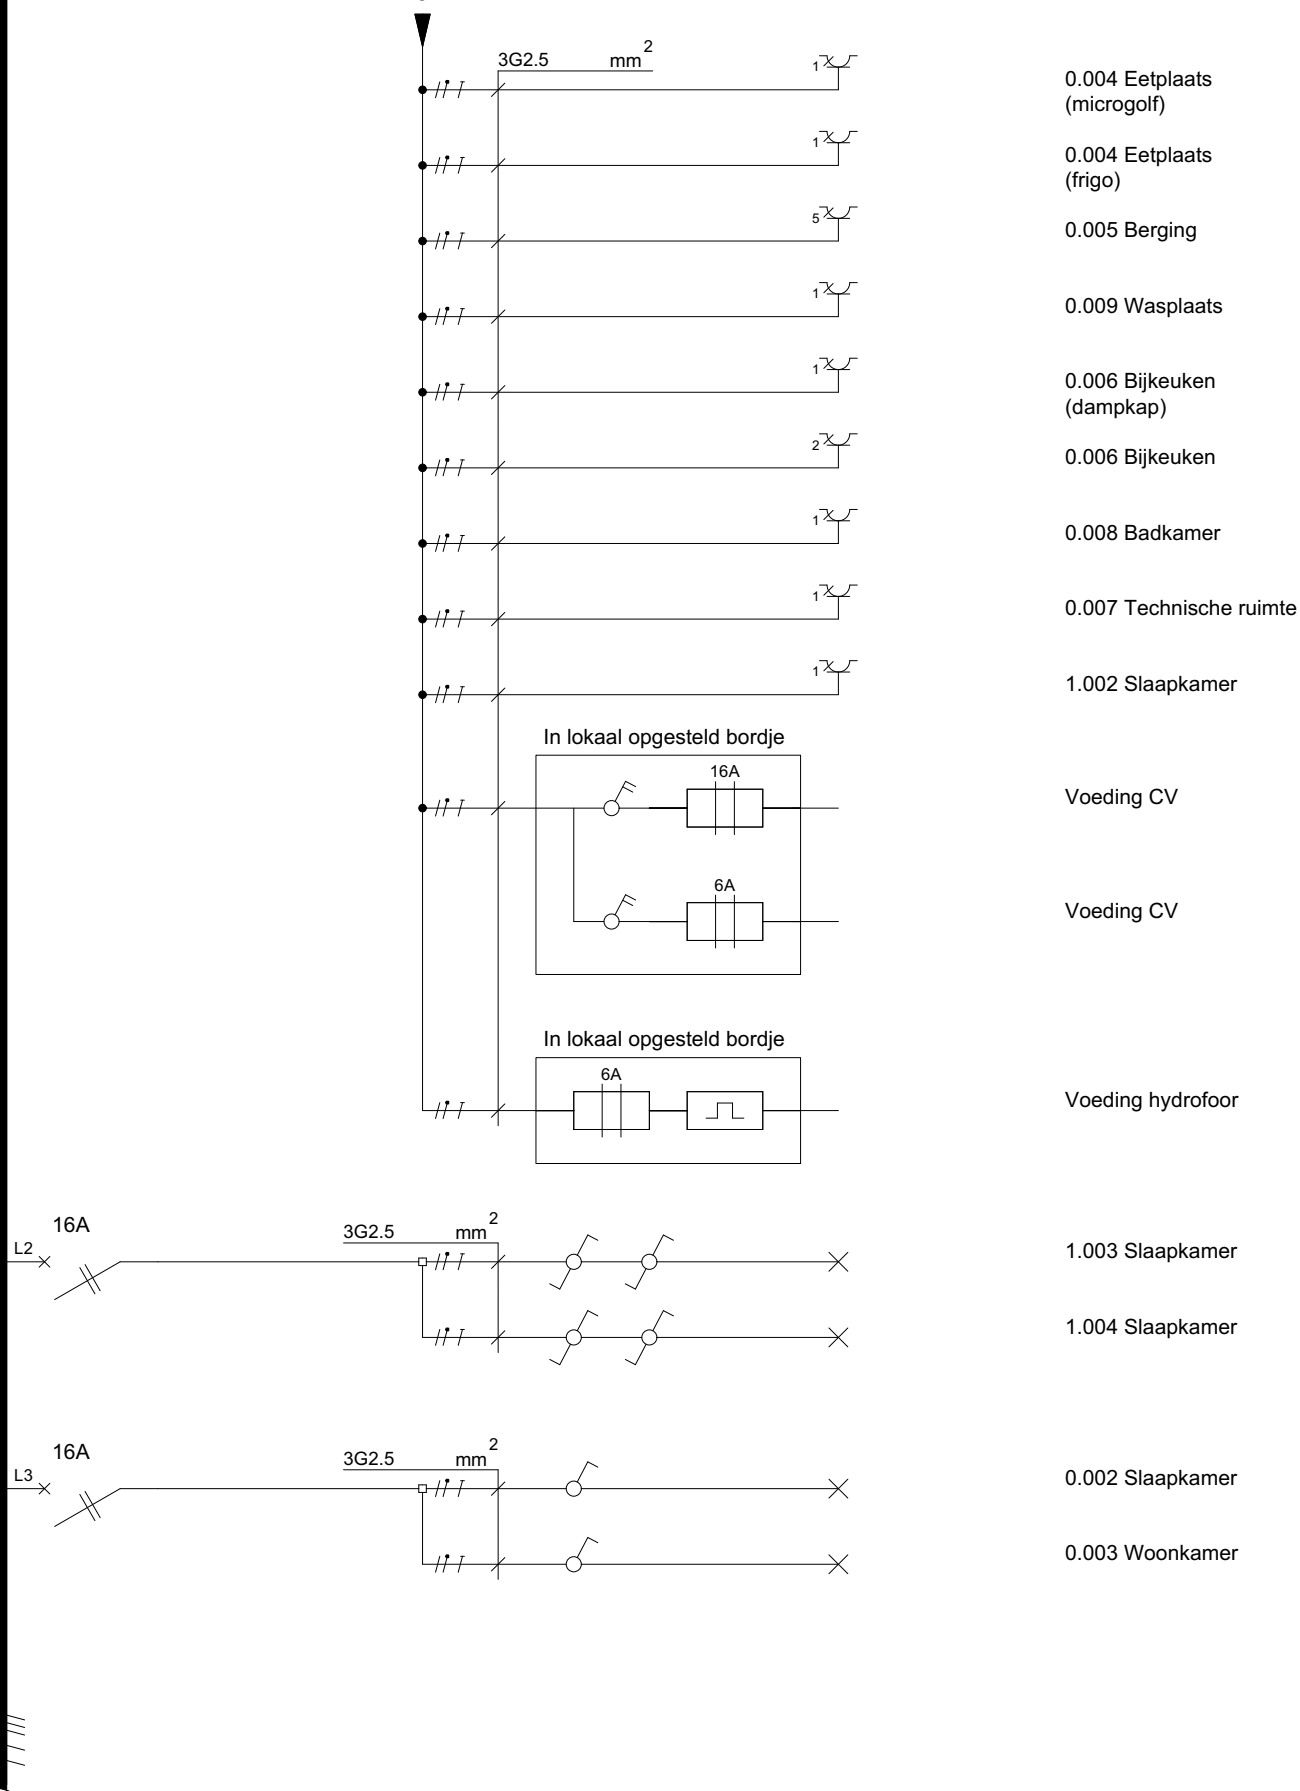 3G2.5 mm²
1
0.004 Eetplaats
(microgolf)
1
0.004 Eetplaats
(frigo)
5
0.005 Berging
1
0.009 Wasplaats
1
0.006 Bijkeuken
(dampkap)
2
0.006 Bijkeuken
1
0.008 Badkamer
1
0.007 Technische ruimte
1
1.002 Slaapkamer
In lokaal opgesteld bordje
16A
Voeding CV
6A
Voeding CV
In lokaal opgesteld bordje
6A
Voeding hydrofoor
16A
L2
3G2.5 mm²
1.003 Slaapkamer
1.004 Slaapkamer
16A
L3
3G2.5 mm²
0.002 Slaapkamer
0.003 Woonkamer